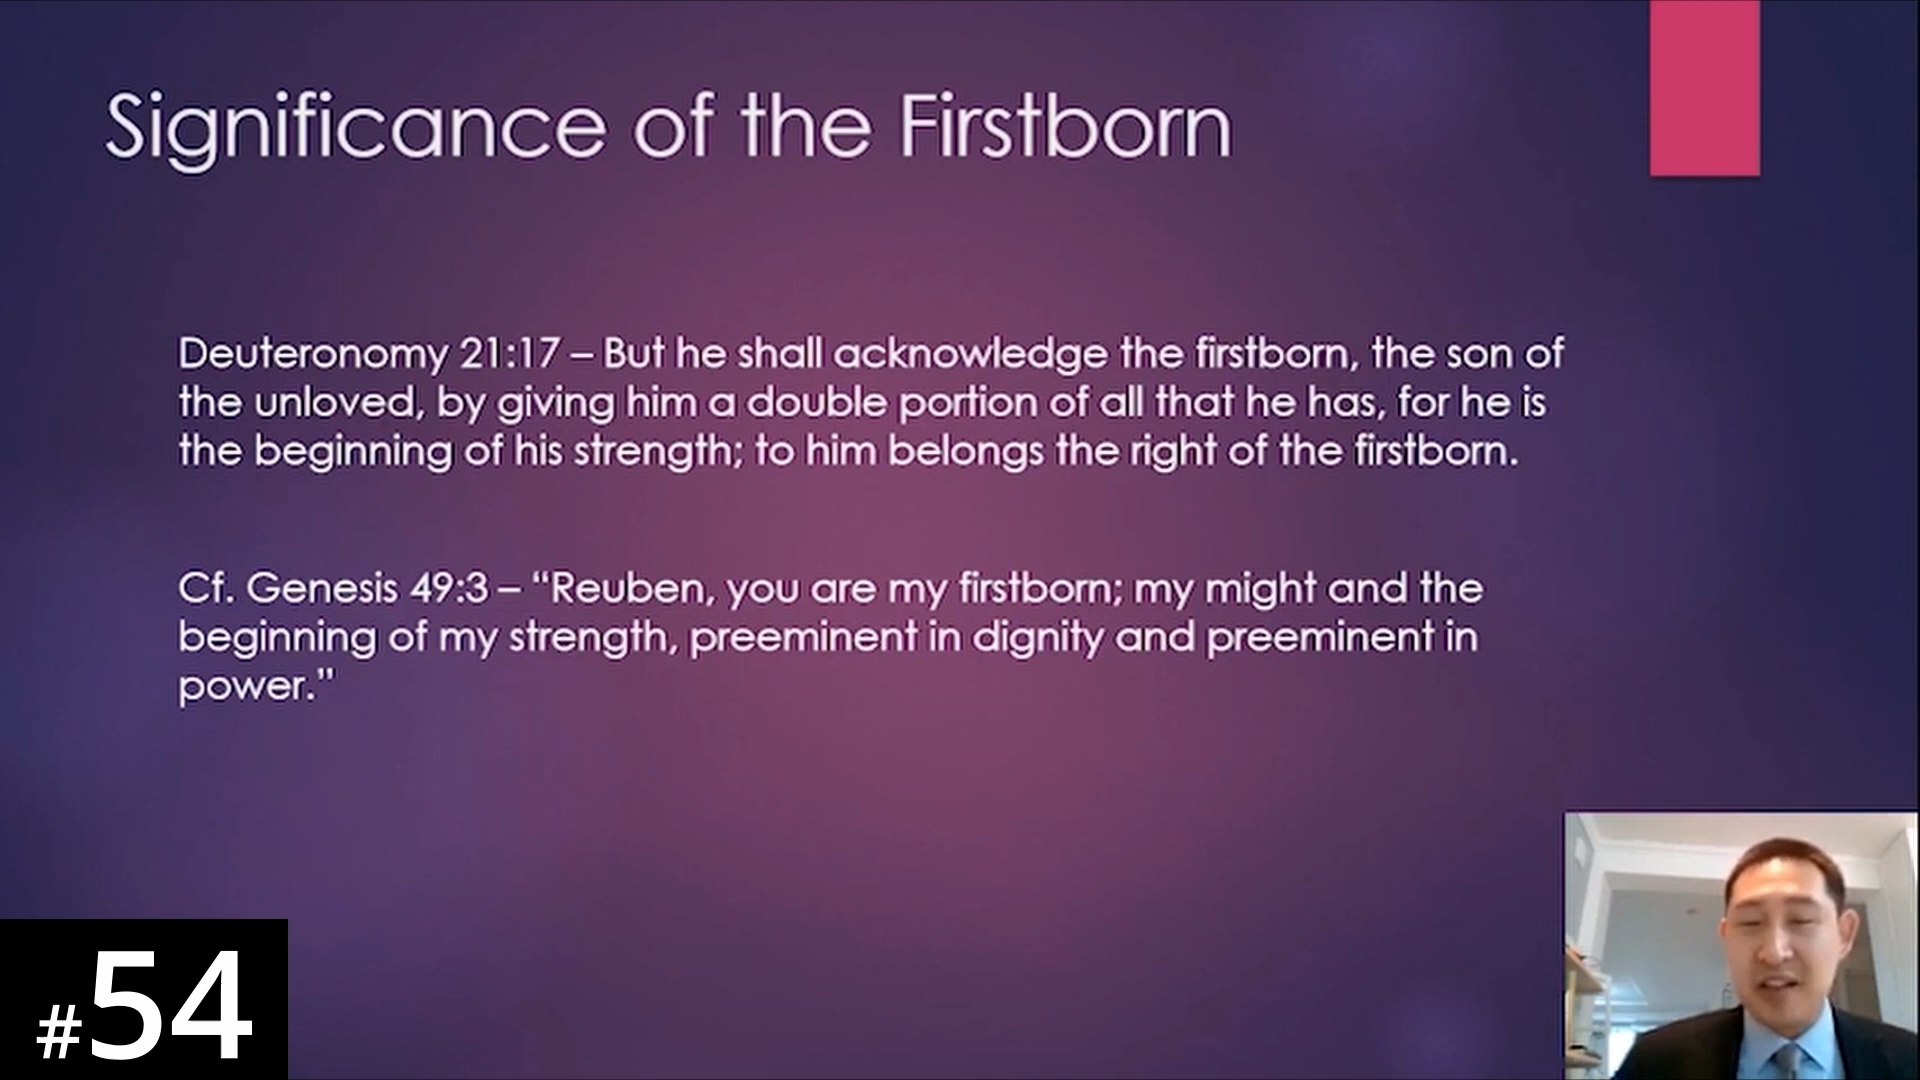 Significance of the Firstborn
Deuteronomy 21:17 – But he shall acknowledge the firstborn, the son of
the unloved, by giving him a double portion of all that he has, for he is
the beginning of his strength; to him belongs the right of the firstborn.
Cf. Genesis 49:3 – “Reuben, you are my firstborn; my might and the
beginning of my strength, preeminent in dignity and preeminent in
power.”
#54